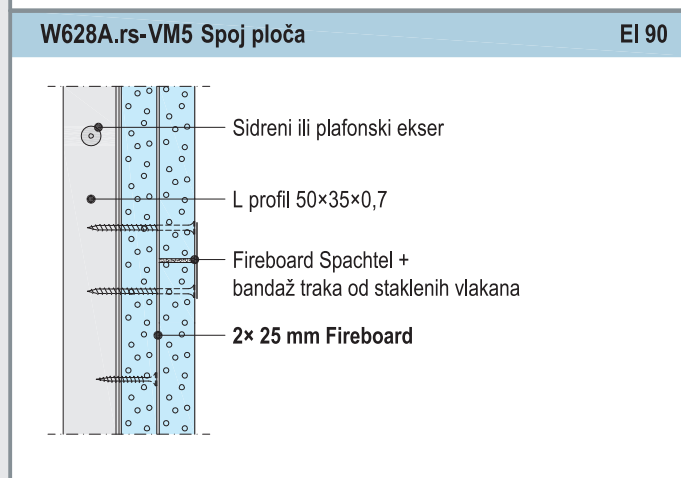 W628A.rs-VM5 Spoj ploča EI 90
Sidreni ili plafonski ekser
L profil 50×35×0,7
Fireboard Spachtel +
bandaž traka od staklenih vlakana
2× 25 mm Fireboard